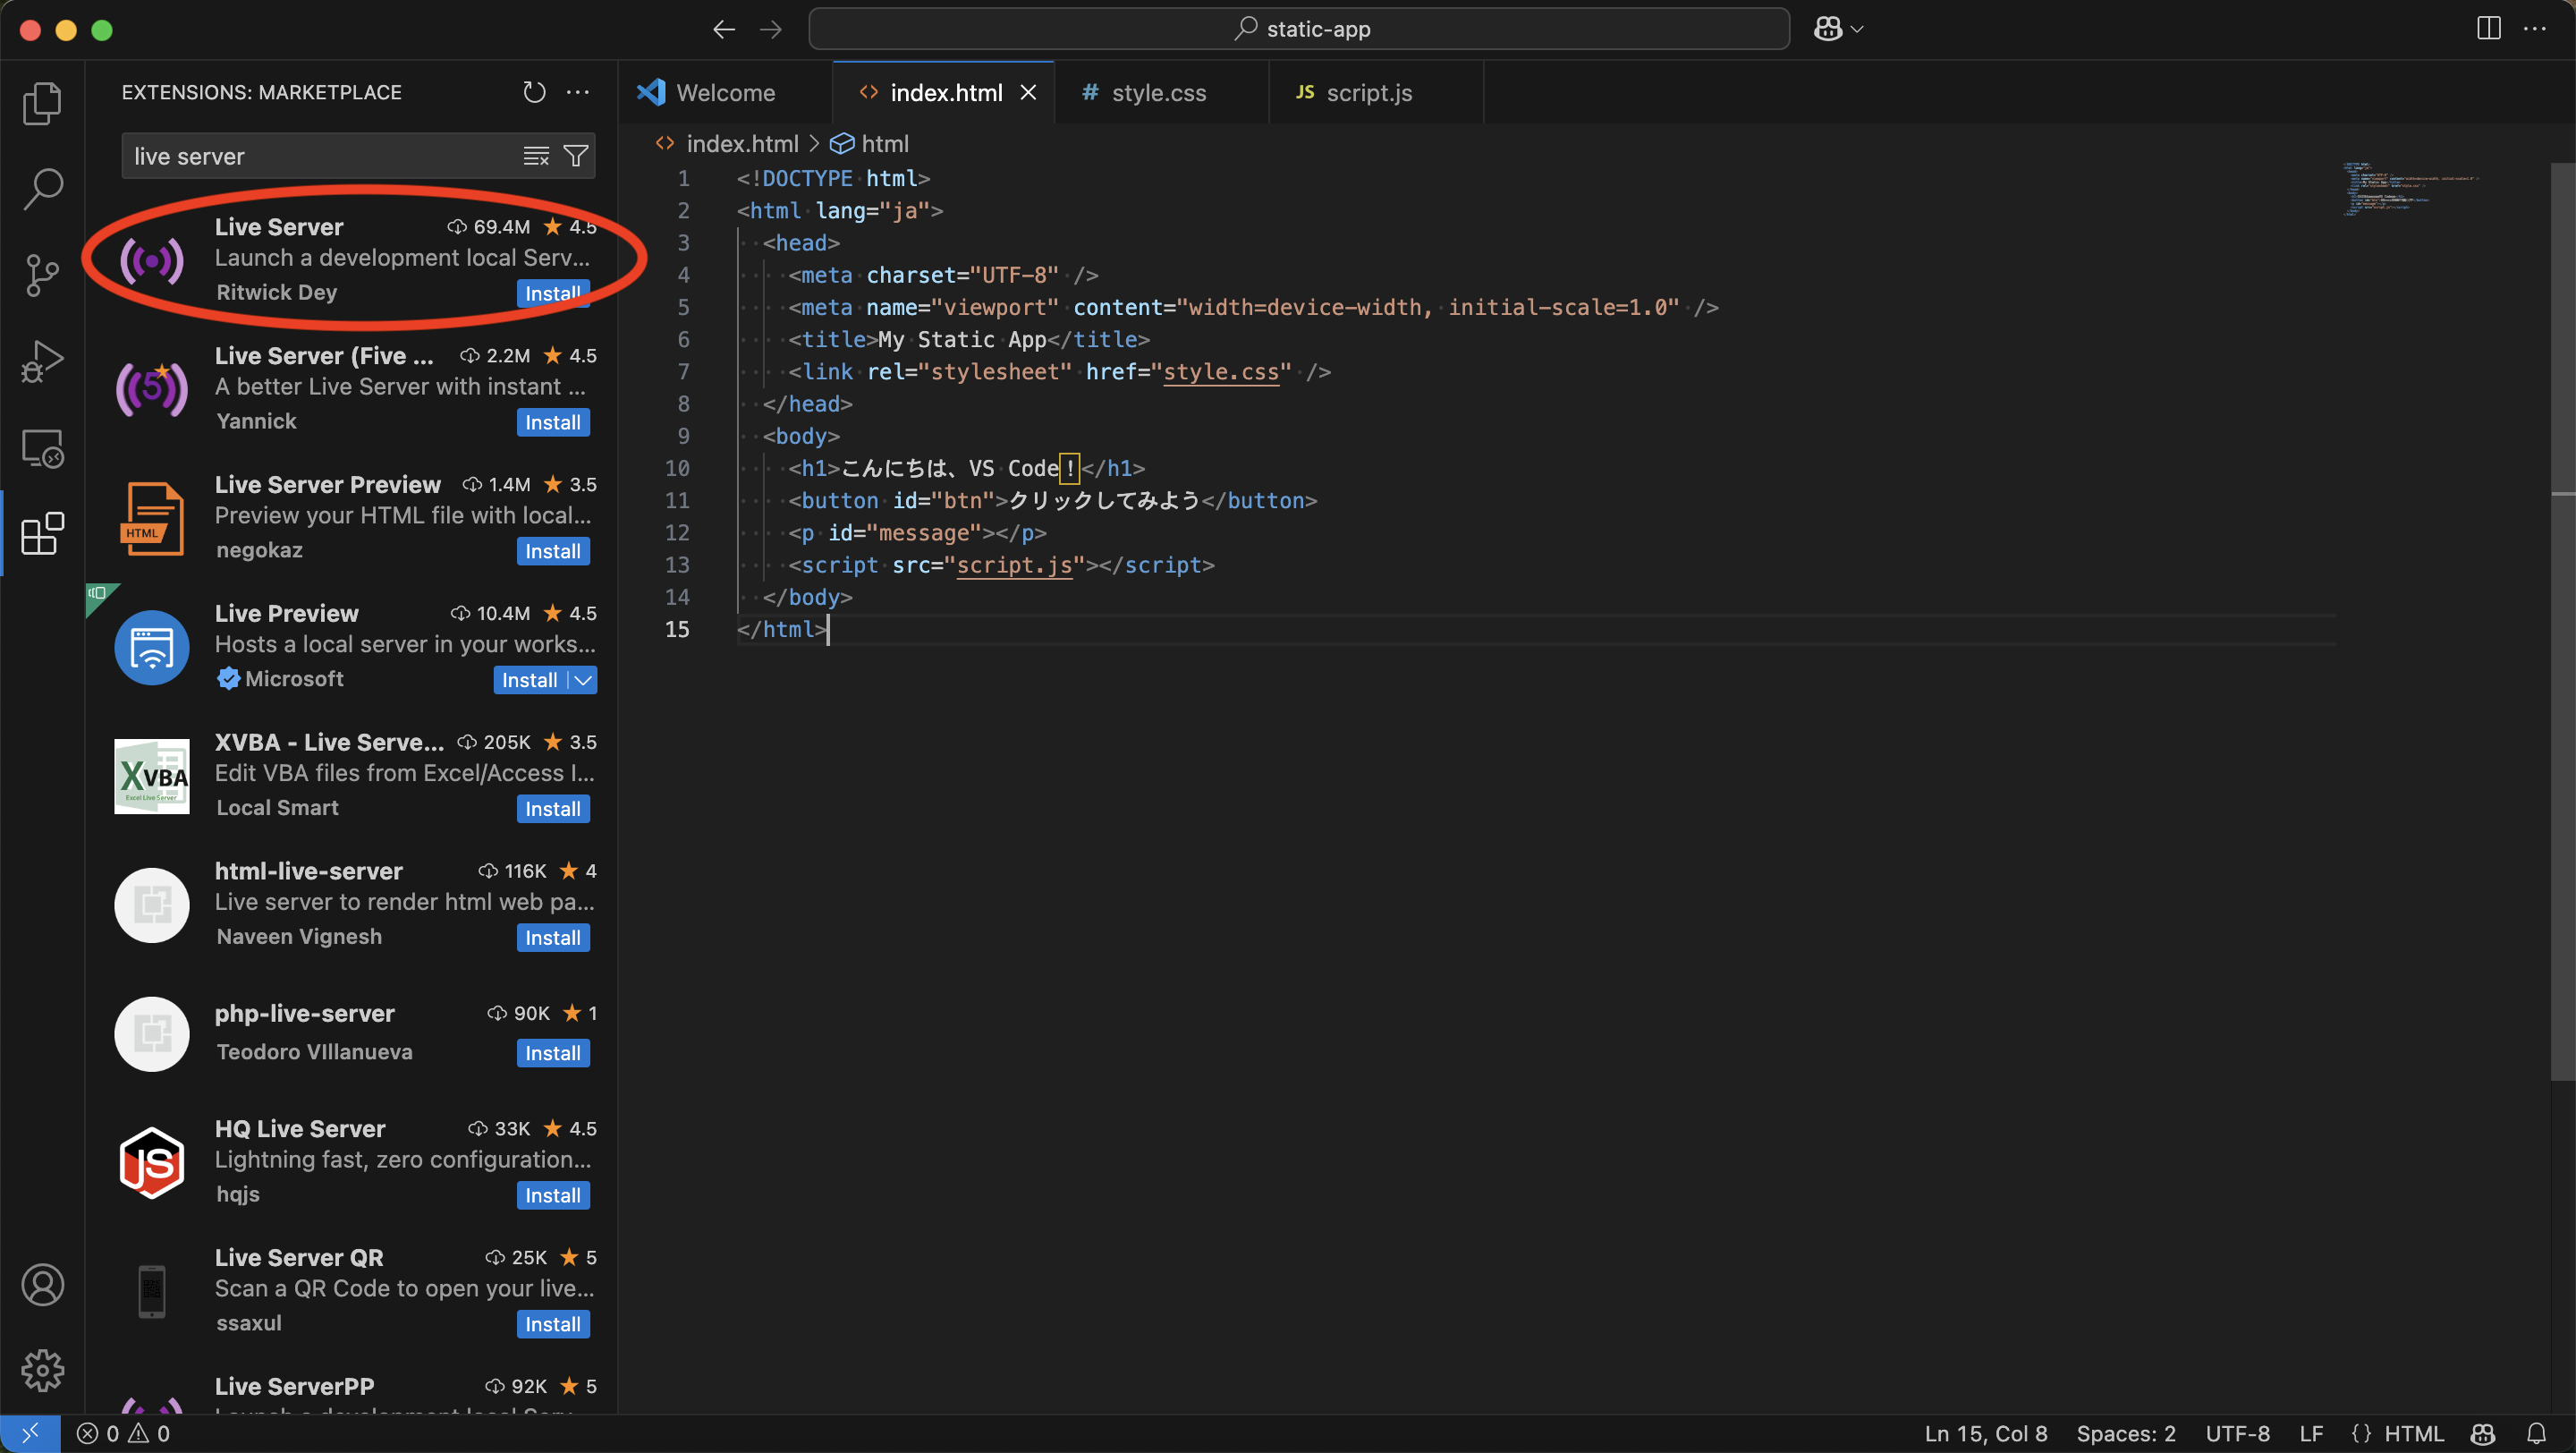 static-app
EXTENSIONS: MARKETPLACE
live server
Live Server 69.4M 4.5
Launch a development local Serv...
Ritwick Dey Install
Live Server (Five ... 2.2M 4.5
A better Live Server with instant ...
Yannick Install
Live Server Preview 1.4M 3.5
Preview your HTML file with local...
negokaz Install
HTML
Live Preview 10.4M 4.5
Hosts a local server in your works...
Microsoft Install
XVBA - Live Serve... 205K 3.5
Edit VBA files from Excel/Access I...
Local Smart Install
XVBA
Excel Live Server
html-live-server 116K 4
Live server to render html web pa...
Naveen Vignesh Install
php-live-server 90K 1
Teodoro VIllanueva Install
HQ Live Server 33K 4.5
Lightning fast, zero configuration...
hqjs Install
JS
Live Server QR 25K 5
Scan a QR Code to open your live...
ssaxul Install
Live ServerPP 92K 5
Welcome
index.html
# style.css
JS script.js
index.html > html
1 <!DOCTYPE html>
2 <html lang="ja">
3 <head>
4 <meta charset="UTF-8" />
5 <meta name="viewport" content="width=device-width, initial-scale=1.0" />
6 <title>My Static App</title>
7 <link rel="stylesheet" href="style.css" />
8 </head>
9 <body>
10 <h1>こんにちは、VS Code！</h1>
11 <button id="btn">クリックしてみよう</button>
12 <p id="message"></p>
13 <script src="script.js"></script>
14 </body>
15 </html>
0 0
Ln 15, Col 8 Spaces: 2 UTF-8 LF {} HTML